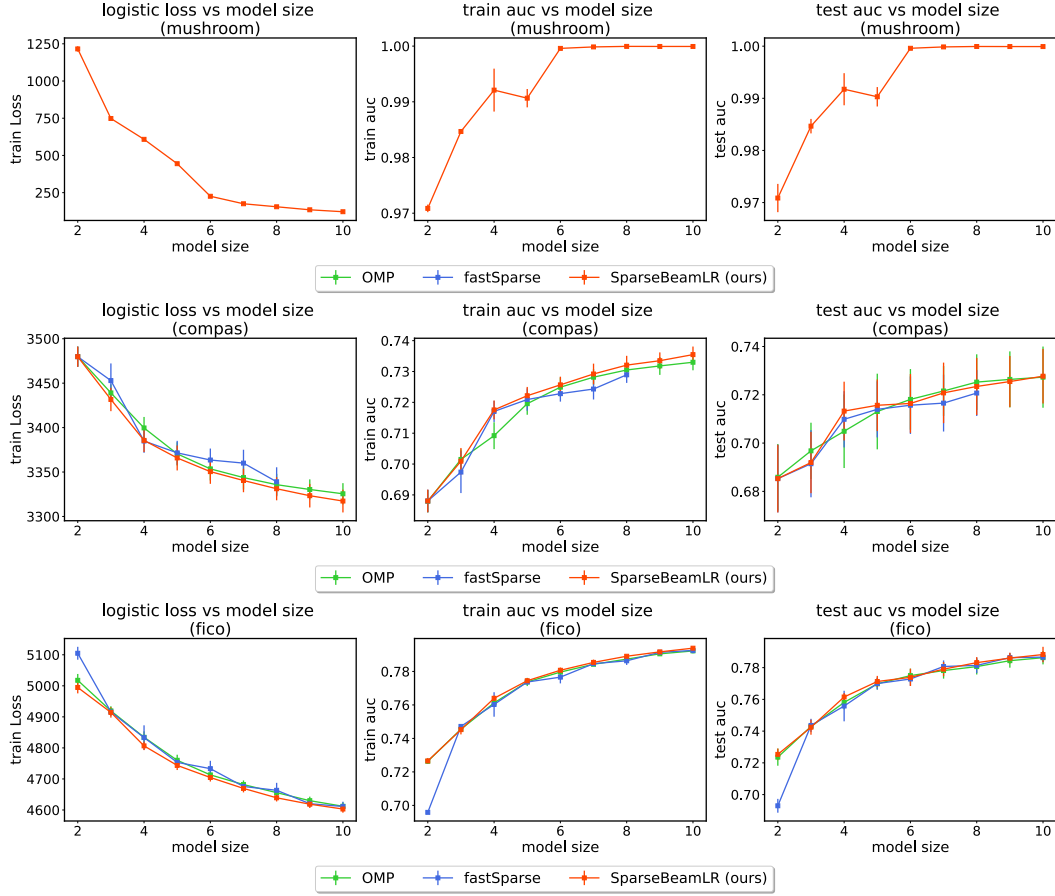 logistic loss vs model size
(mushroom)
train Loss
1250
1000
750
500
250
2 4 6 8 10
model size
train auc vs model size
(mushroom)
train auc
1.00
0.99
0.98
0.97
2 4 6 8 10
model size
test auc vs model size
(mushroom)
test auc
1.00
0.99
0.98
0.97
2 4 6 8 10
model size
OMP fastSparse SparseBeamLR (ours)
logistic loss vs model size
(compas)
train Loss
3500
3450
3400
3350
3300
2 4 6 8 10
model size
train auc vs model size
(compas)
train auc
0.74
0.73
0.72
0.71
0.70
0.69
2 4 6 8 10
model size
test auc vs model size
(compas)
test auc
0.74
0.72
0.70
0.68
2 4 6 8 10
model size
OMP fastSparse SparseBeamLR (ours)
logistic loss vs model size
(fico)
train Loss
5100
5000
4900
4800
4700
4600
2 4 6 8 10
model size
train auc vs model size
(fico)
train auc
0.78
0.76
0.74
0.72
0.70
2 4 6 8 10
model size
test auc vs model size
(fico)
test auc
0.78
0.76
0.74
0.72
0.70
2 4 6 8 10
model size
OMP fastSparse SparseBeamLR (ours)